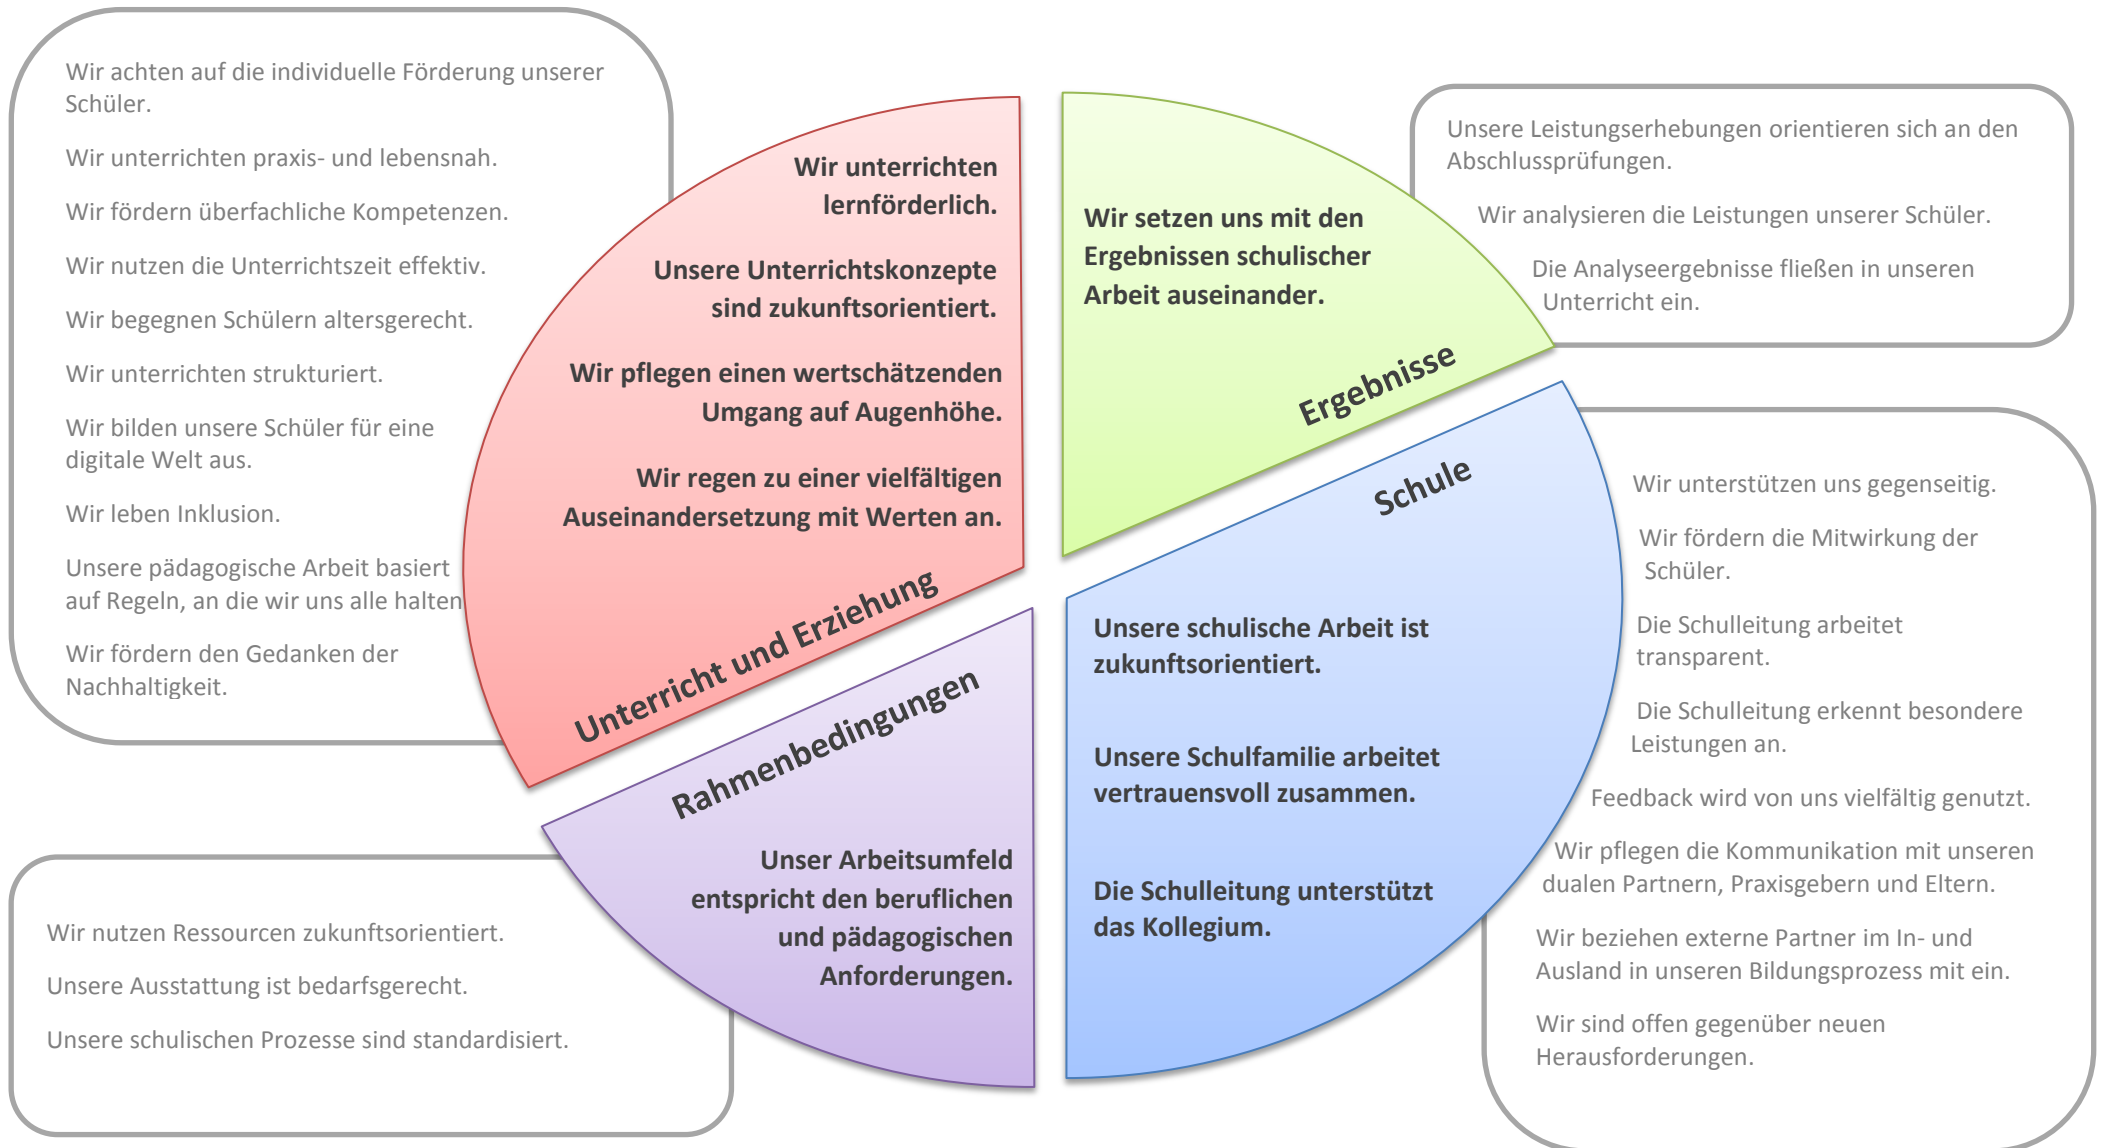 Wir achten auf die individuelle Förderung unserer
Schüler.
Wir unterrichten praxis- und lebensnah.
Wir fördern überfachliche Kompetenzen.
Wir nutzen die Unterrichtszeit effektiv.
Wir begegnen Schülern altersgerecht.
Wir unterrichten strukturiert.
Wir bilden unsere Schüler für eine
digitale Welt aus.
Wir leben Inklusion.
Unsere pädagogische Arbeit basiert
auf Regeln, an die wir uns alle halten
Wir fördern den Gedanken der
Nachhaltigkeit.
Wir unterrichten
lernförderlich.
Unsere Unterrichtskonzepte
sind zukunftsorientiert.
Wir pflegen einen wertschätzenden
Umgang auf Augenhöhe.
Wir regen zu einer vielfältigen
Auseinandersetzung mit Werten an.
Unterricht und Erziehung
Wir setzen uns mit den
Ergebnissen schulischer
Arbeit auseinander.
Ergebnisse
Unsere Leistungserhebungen orientieren sich an den
Abschlussprüfungen.
Wir analysieren die Leistungen unserer Schüler.
Die Analyseergebnisse fließen in unseren
Unterricht ein.
Schule
Unsere schulische Arbeit ist
zukunftsorientiert.
Unsere Schulfamilie arbeitet
vertrauensvoll zusammen.
Die Schulleitung unterstützt
das Kollegium.
Wir unterstützen uns gegenseitig.
Wir fördern die Mitwirkung der
Schüler.
Die Schulleitung arbeitet
transparent.
Die Schulleitung erkennt besondere
Leistungen an.
Feedback wird von uns vielfältig genutzt.
Wir pflegen die Kommunikation mit unseren
dualen Partnern, Praxisgebern und Eltern.
Wir beziehen externe Partner im In- und
Ausland in unseren Bildungsprozess mit ein.
Wir sind offen gegenüber neuen
Herausforderungen.
Rahmenbedingungen
Unser Arbeitsumfeld
entspricht den beruflichen
und pädagogischen
Anforderungen.
Wir nutzen Ressourcen zukunftsorientiert.
Unsere Ausstattung ist bedarfsgerecht.
Unsere schulischen Prozesse sind standardisiert.